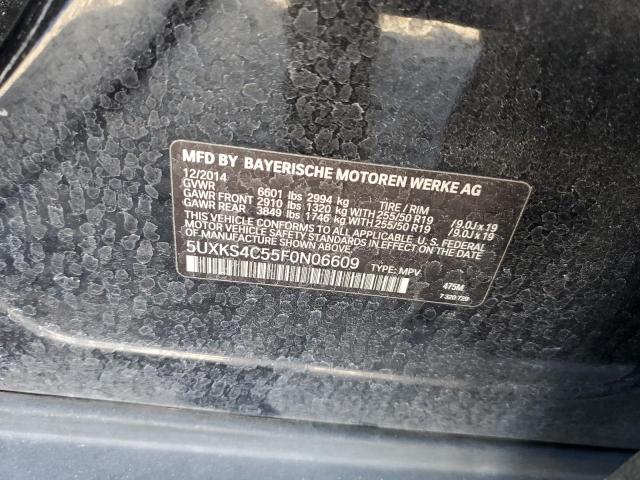 MFD BY BAYERISCHE MOTOREN WERKE AG
12/2014
GVWR 6601 lbs 2994 kg TIRE / RIM
GAWR FRONT 2910 lbs 1320 kg WITH 255/50 R19 /9.0J x 19
GAWR REAR 3849 lbs 1746 kg WITH 255/50 R19 /9.0J x 19
THIS VEHICLE CONFORMS TO ALL APPLICABLE U.S. FEDERAL
MOTOR VEHICLE SAFETY STANDARDS IN EFFECT ON THE DATE
OF MANUFACTURE SHOWN ABOVE.
5UXKS4C55F0N06609
TYPE: MPV 475M
7 320 729